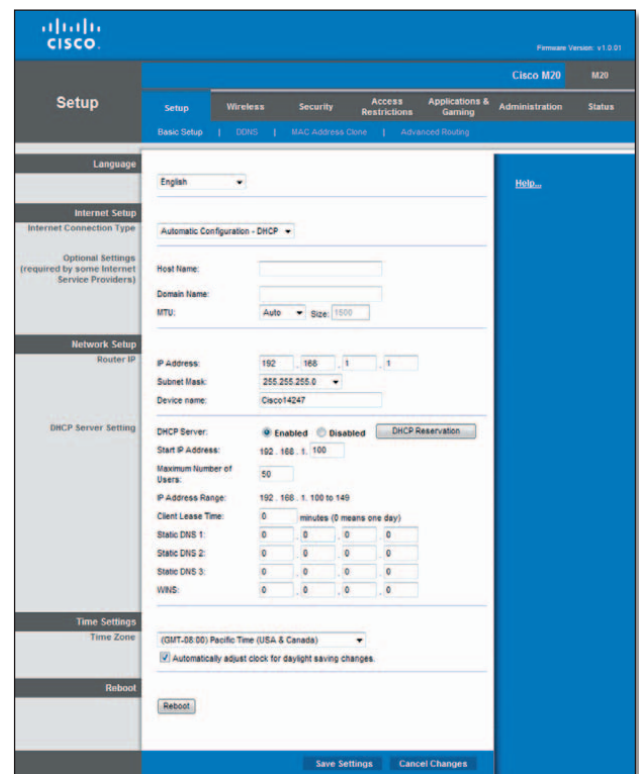 CISCO
Firmware Version: v1.0.01
Cisco M20 M20
Setup
Setup Wireless Security Access Restrictions Applications & Gaming Administration Status
Basic Setup | DDNS | MAC Address Clone | Advanced Routing
Language
English
Help...
Internet Setup
Internet Connection Type
Automatic Configuration - DHCP
Optional Settings
(required by some Internet
Service Providers)
Host Name:
Domain Name:
MTU: Auto Size: 1500
Network Setup
Router IP
IP Address: 192 . 168 . 1 . 1
Subnet Mask: 255.255.255.0
Device name: Cisco14247
DHCP Server Setting
DHCP Server: Enabled Disabled DHCP Reservation
Start IP Address: 192 . 168 . 1. 100
Maximum Number of
Users: 50
IP Address Range: 192 . 168 . 1. 100 to 149
Client Lease Time: 0 minutes (0 means one day)
Static DNS 1: 0 . 0 . 0 . 0
Static DNS 2: 0 . 0 . 0 . 0
Static DNS 3: 0 . 0 . 0 . 0
WINS: 0 . 0 . 0 . 0
Time Settings
Time Zone
(GMT-08:00) Pacific Time (USA & Canada)
Automatically adjust clock for daylight saving changes.
Reboot
Reboot
Save Settings Cancel Changes